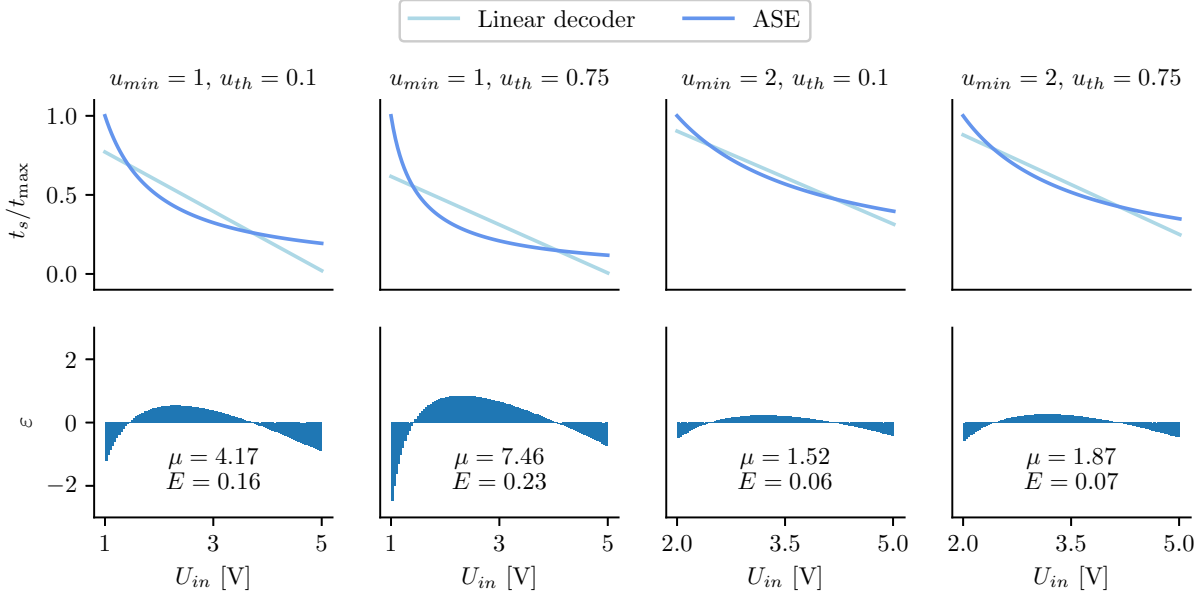 Linear decoder ASE
u_min = 1, u_th = 0.1 u_min = 1, u_th = 0.75 u_min = 2, u_th = 0.1 u_min = 2, u_th = 0.75
1.0
0.5
0.0
t_s/t_max
2
0
−2
ε
μ = 4.17 μ = 7.46 μ = 1.52 μ = 1.87
E = 0.16 E = 0.23 E = 0.06 E = 0.07
1 3 5 1 3 5 2.0 3.5 5.0 2.0 3.5 5.0
U_in [V] U_in [V] U_in [V] U_in [V]